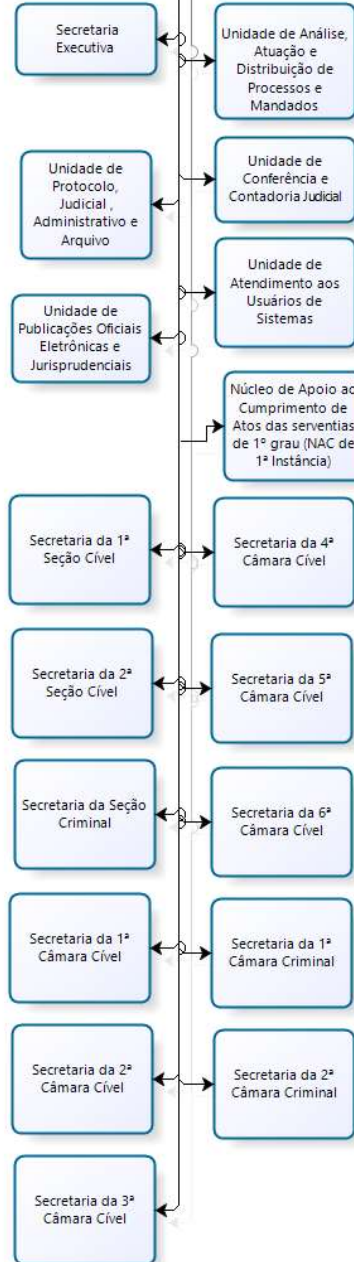 Secretaria
Executiva
Unidade de Análise,
Atuação e
Distribuição de
Processos e
Mandados
Unidade de
Protocolo,
Judicial ,
Administrativo e
Arquivo
Unidade de
Conferência e
Contadoria Judicial
Unidade de
Publicações Oficiais
Eletrônicas e
Jurisprudenciais
Unidade de
Atendimento aos
Usuários de
Sistemas
Núcleo de Apoio ao
Cumprimento de
Atos das serventias
de 1º grau (NAC de
1ª Instância)
Secretaria da 1ª
Seção Cível
Secretaria da 4ª
Câmara Cível
Secretaria da 2ª
Seção Cível
Secretaria da 5ª
Câmara Cível
Secretaria da Seção
Criminal
Secretaria da 6ª
Câmara Cível
Secretaria da 1ª
Câmara Cível
Secretaria da 1ª
Câmara Criminal
Secretaria da 2ª
Câmara Cível
Secretaria da 2ª
Câmara Criminal
Secretaria da 3ª
Câmara Cível